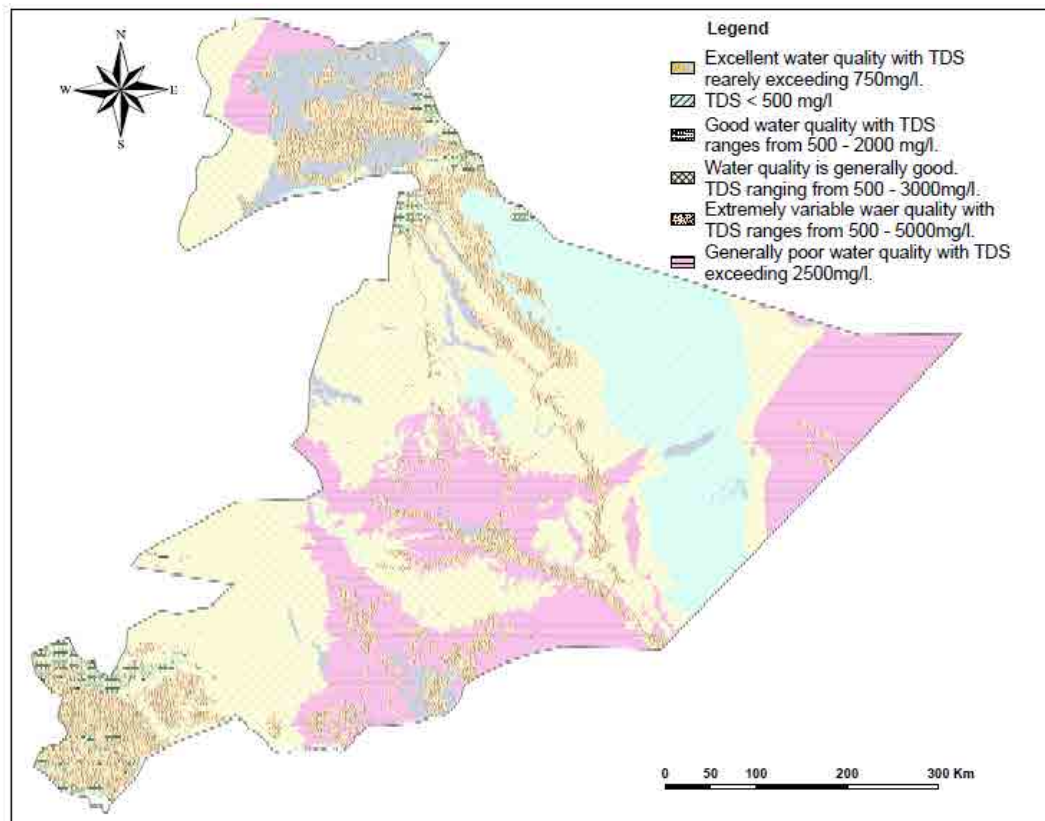 N
W
E
S
Legend
Excellent water quality with TDS
rearely exceeding 750mg/l.
TDS < 500 mg/l
Good water quality with TDS
ranges from 500 - 2000 mg/l.
Water quality is generally good.
TDS ranging from 500 - 3000mg/l.
Extremely variable waer quality with
TDS ranges from 500 - 5000mg/l.
Generally poor water quality with TDS
exceeding 2500mg/l.
0 50 100 200 300 Km